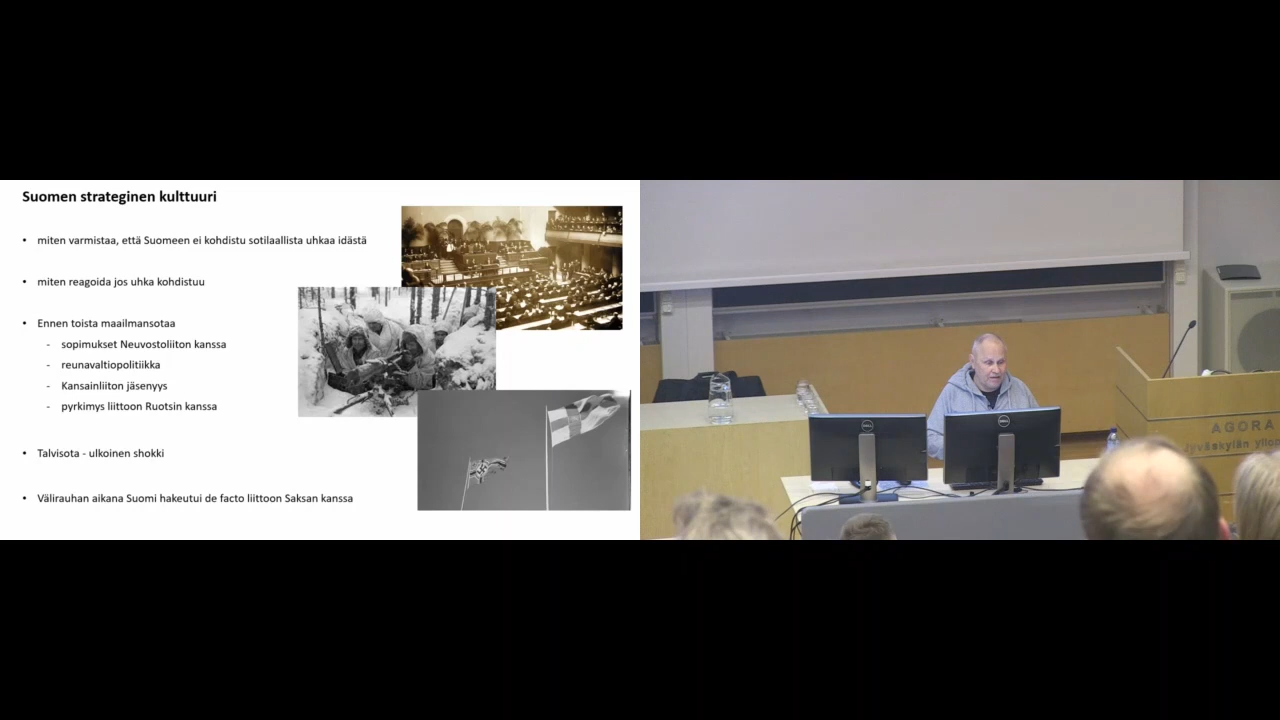 Suomen strateginen kulttuuri
• miten varmistaa, että Suomeen ei kohdistu sotilaallista uhkaa idästä
• miten reagoida jos uhka kohdistuu
• Ennen toista maailmansotaa
- sopimukset Neuvostoliiton kanssa
- reunavaltiopolitiikka
- Kansainliiton jäsenyys
- pyrkimys liittoon Ruotsin kanssa
• Talvisota - ulkoinen shokki
• Välirauhan aikana Suomi hakeutui de facto liittoon Saksan kanssa
DELL
DELL
AGORA
Jyväskylän